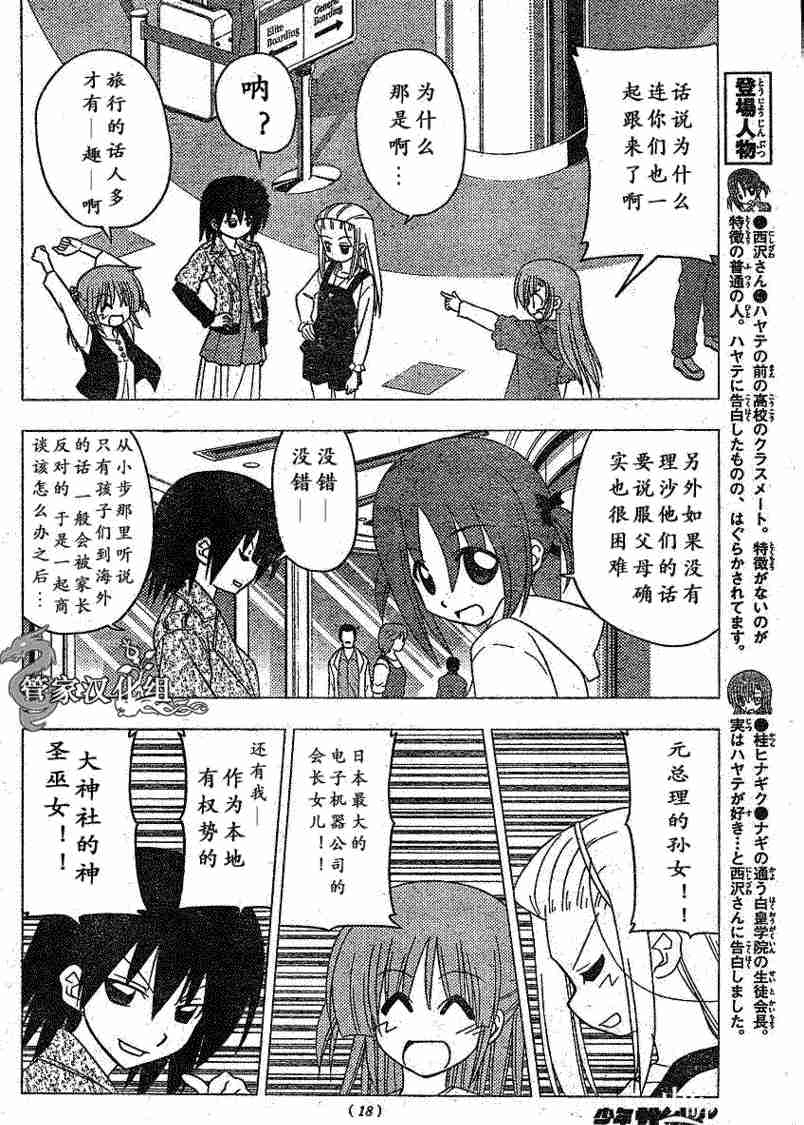 Elite
Boarding
General
Boarding
话说为什么
连你们也一
起跟来了啊
为什么
那是啊…
呐？
旅行的话人多
才有—趣—啊
另外如果没有
理沙他们的话
要说服父母确
实也很困难
没错—
没错—
从小步那里听说
只有孩子们到海外
的话一般会被家长
反对的于是一起商
谈该怎么办之后…
管家汉化组
元总理的孙女！！
日本最大的
电子机器公司的
会长女儿！！
还有我—
作为本地
有权势的
大神社的神
圣巫女！！
登場人物
とうじょうじんぶつ
●西沢さん●ハヤテの前の高校のクラスメート。特徴がないのが
特徴の普通の人。ハヤテに告白したものの、はぐらかされてます。
●桂ヒナギク●ナギの通う白皇学院の生徒会長。
実はハヤテが好き…と西沢さんに告白しました。
(18)